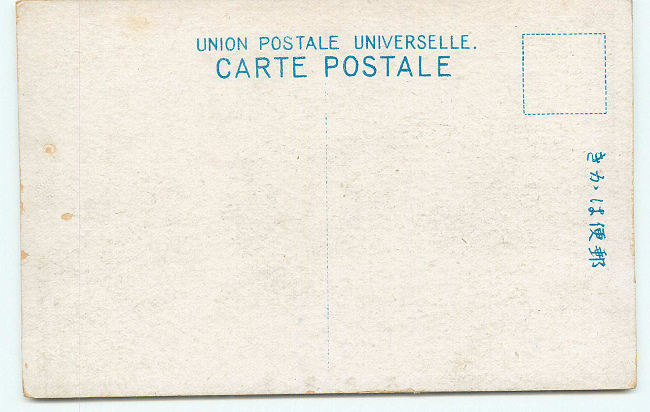 UNION POSTALE UNIVERSELLE.
CARTE POSTALE
郵便はかき